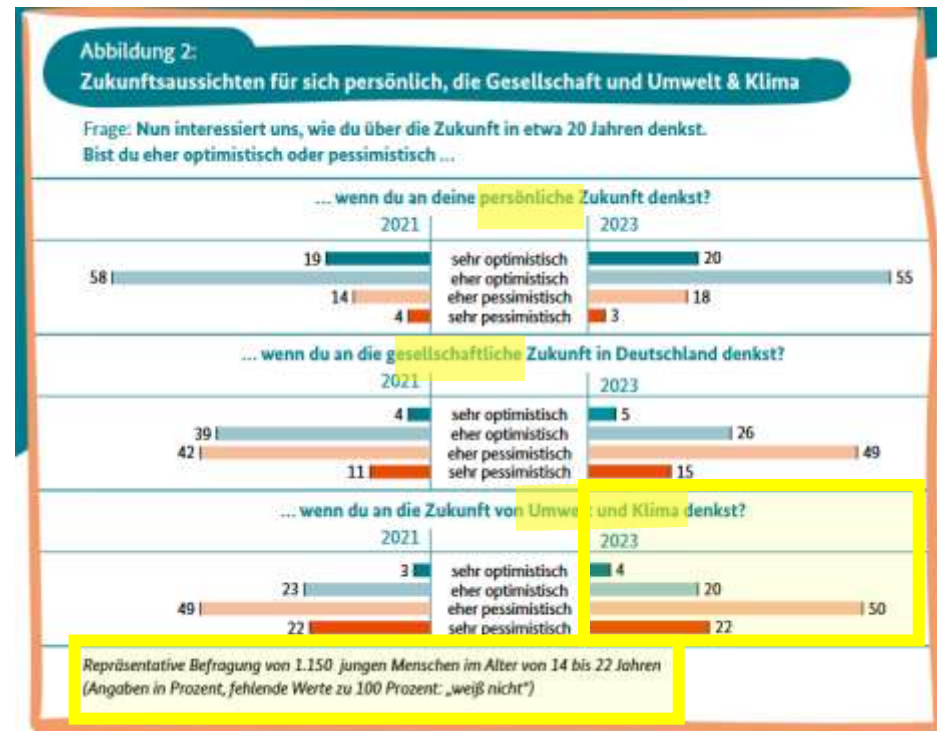 Abbildung 2:
Zukunftsaussichten für sich persönlich, die Gesellschaft und Umwelt & Klima
Frage: Nun interessiert uns, wie du über die Zukunft in etwa 20 Jahren denkst.
Bist du eher optimistisch oder pessimistisch ...
... wenn du an deine persönliche Zukunft denkst?
2021 2023
19 sehr optimistisch 20
58 eher optimistisch 55
14 eher pessimistisch 18
4 sehr pessimistisch 3
... wenn du an die gesellschaftliche Zukunft in Deutschland denkst?
2021 2023
4 sehr optimistisch 5
39 eher optimistisch 26
42 eher pessimistisch 49
11 sehr pessimistisch 15
... wenn du an die Zukunft von Umwelt und Klima denkst?
2021 2023
3 sehr optimistisch 4
23 eher optimistisch 20
49 eher pessimistisch 50
22 sehr pessimistisch 22
Repräsentative Befragung von 1.150 jungen Menschen im Alter von 14 bis 22 Jahren
(Angaben in Prozent, fehlende Werte zu 100 Prozent: „weiß nicht“)